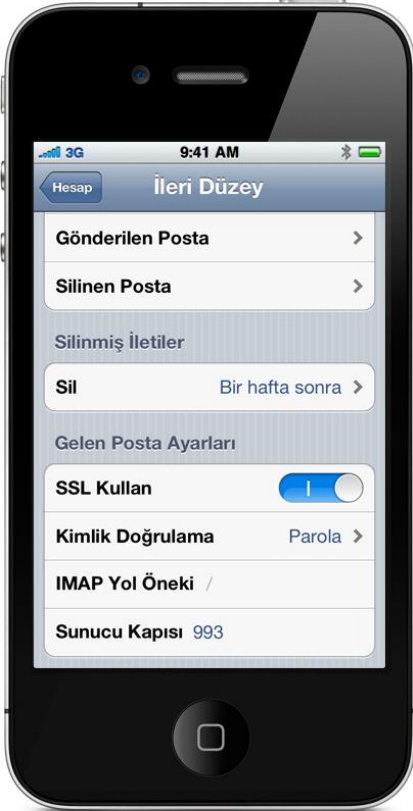 3G 9:41 AM
Hesap İleri Düzey
Gönderilen Posta
Silinen Posta
Silinmiş İletiler
Sil Bir hafta sonra
Gelen Posta Ayarları
SSL Kullan
Kimlik Doğrulama Parola
IMAP Yol Öneki /
Sunucu Kapısı 993